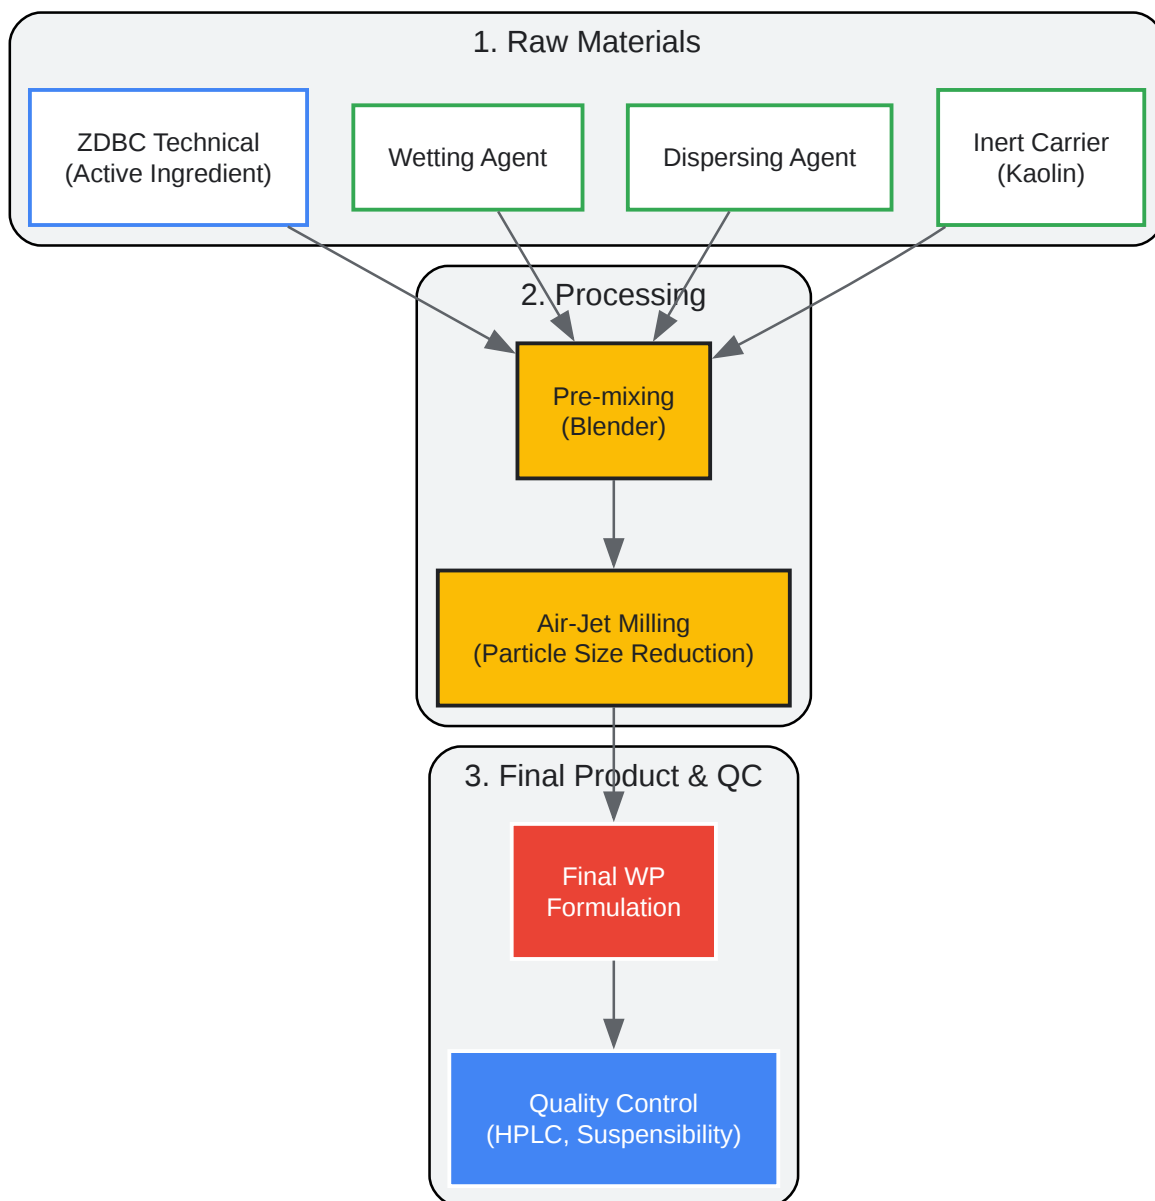 1. Raw Materials
ZDBC Technical
(Active Ingredient)
Wetting Agent
Dispersing Agent
Inert Carrier
(Kaolin)
2. Processing
Pre-mixing
(Blender)
Air-Jet Milling
(Particle Size Reduction)
3. Final Product & QC
Final WP
Formulation
Quality Control
(HPLC, Suspensibility)